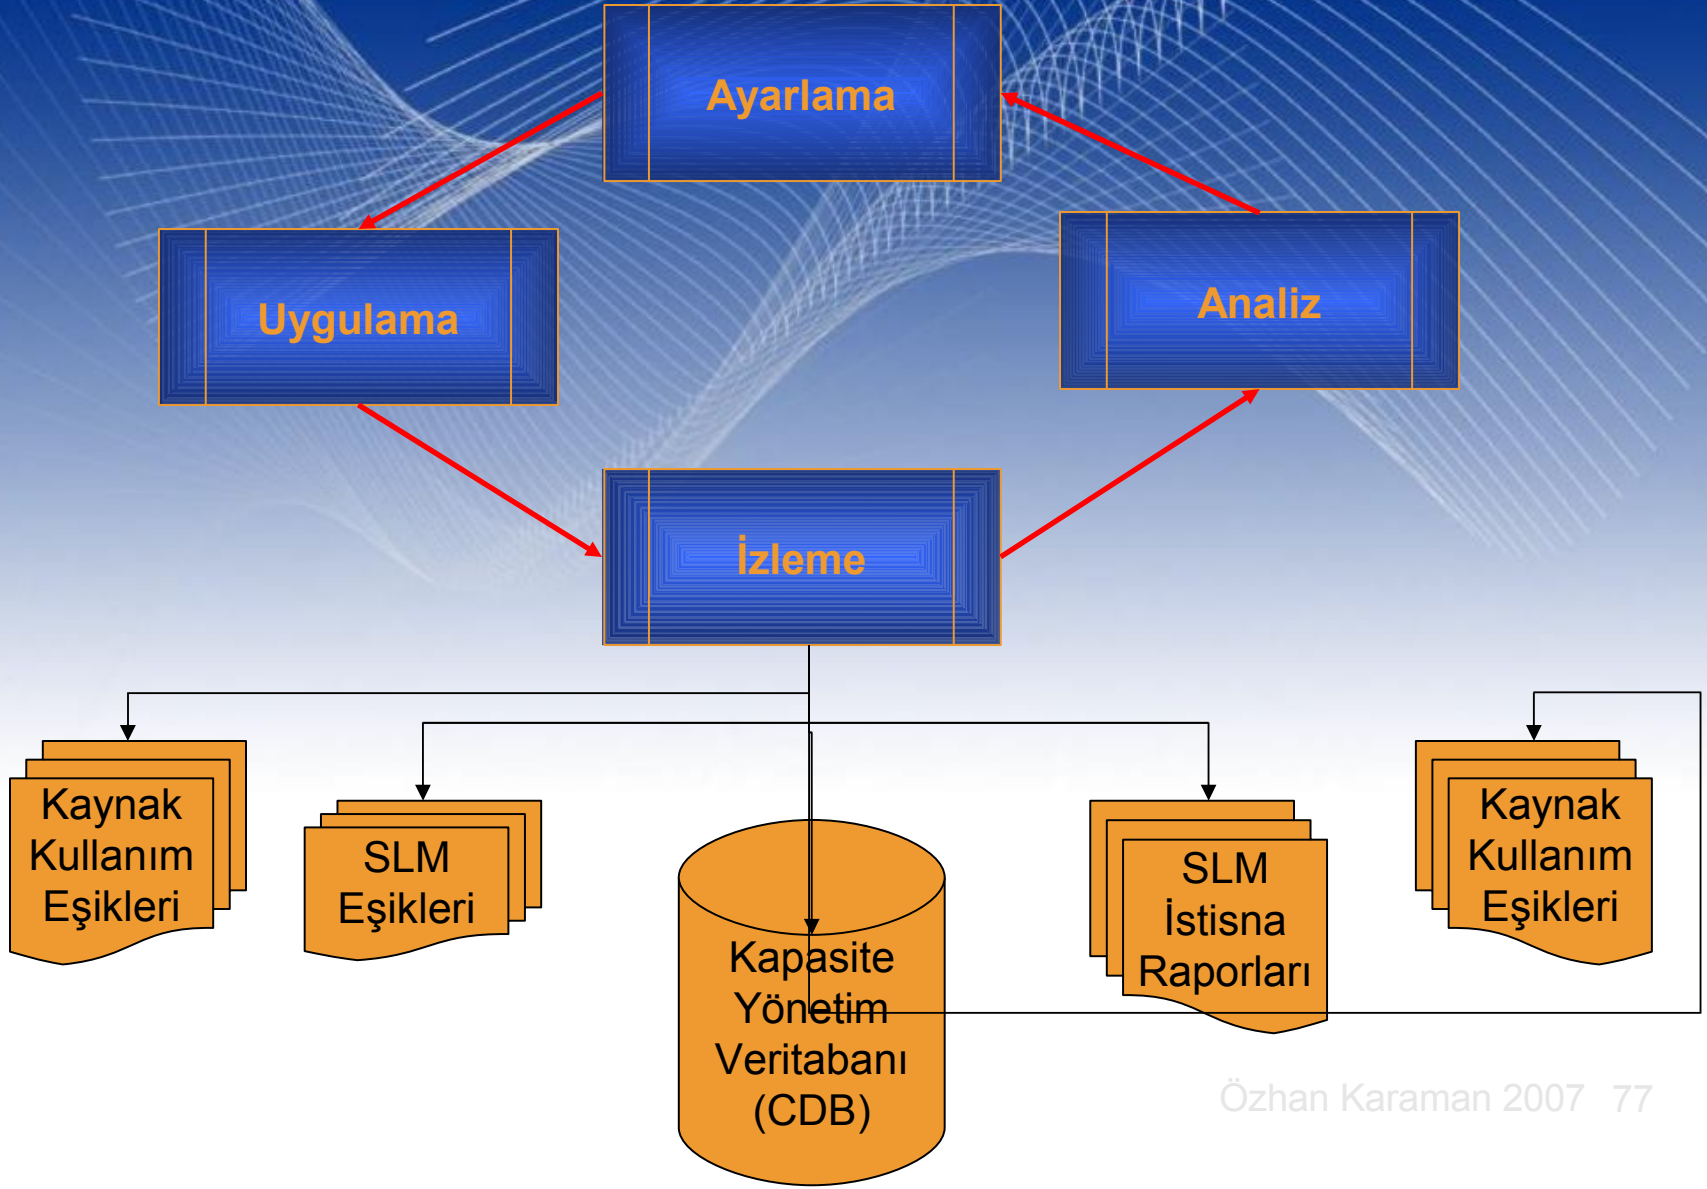 Ayarlama
Uygulama
Analiz
İzleme
Kaynak
Kullanım
Eşikleri
SLM
Eşikleri
Kapasite
Yönetim
Veritabanı
(CDB)
SLM
İstisna
Raporları
Kaynak
Kullanım
Eşikleri
Özhan Karaman 2007 77